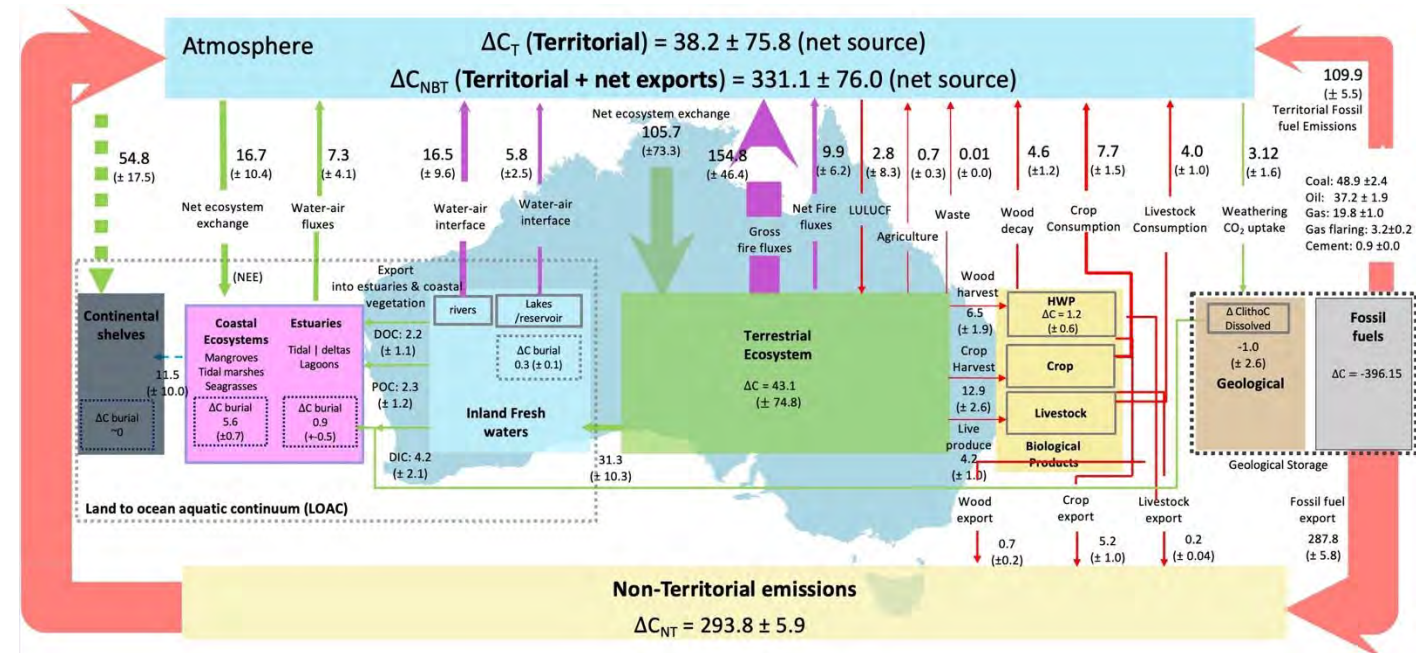 Atmosphere
ΔC_T (Territorial) = 38.2 ± 75.8 (net source)
ΔC_NBT (Territorial + net exports) = 331.1 ± 76.0 (net source)
109.9
(± 5.5)
Territorial Fossil
fuel Emissions
Coal: 48.9 ±2.4
Oil: 37.2 ± 1.9
Gas: 19.8 ±1.0
Gas flaring: 3.2±0.2
Cement: 0.9 ±0.0
54.8
(± 17.5)
16.7
(± 10.4)
Net ecosystem
exchange
(NEE)
7.3
(± 4.1)
Water-air
fluxes
16.5
(± 9.6)
Water-air
interface
5.8
(±2.5)
Water-air
interface
Net ecosystem exchange
105.7
(±73.3)
154.8
(± 46.4)
Gross
fire fluxes
9.9
(± 6.2)
Net Fire
fluxes
2.8
(± 8.3)
LULUCF
0.7
(± 0.3)
Agriculture
0.01
(± 0.0)
Waste
4.6
(±1.2)
Wood
decay
7.7
(± 1.5)
Crop
Consumption
4.0
(± 1.0)
Livestock
Consumption
3.12
(± 1.6)
Weathering
CO₂ uptake
Continental
shelves
ΔC burial
~0
11.5
(± 10.0)
Coastal
Ecosystems
Mangroves
Tidal marshes
Seagrasses
ΔC burial
5.6
(±0.7)
Estuaries
Tidal | deltas
Lagoons
ΔC burial
0.9
(+-0.5)
Export
into estuaries & coastal
vegetation
DOC: 2.2
(± 1.1)
POC: 2.3
(± 1.2)
DIC: 4.2
(± 2.1)
rivers
Lakes
/reservoir
ΔC burial
0.3 (± 0.1)
Inland Fresh
waters
31.3
(± 10.3)
Terrestrial
Ecosystem
ΔC = 43.1
(± 74.8)
Wood
harvest
6.5
(± 1.9)
Crop
Harvest
12.9
(± 2.6)
Live
produce
4.2
(± 1.0)
HWP
ΔC = 1.2
(± 0.6)
Crop
Livestock
Biological
Products
Δ ClithoC
Dissolved
-1.0
(± 2.6)
Geological
Fossil
fuels
ΔC = -396.15
Geological Storage
Land to ocean aquatic continuum (LOAC)
Wood
export
0.7
(±0.2)
Crop
export
5.2
(± 1.0)
Livestock
export
0.2
(± 0.04)
Fossil fuel
export
287.8
(± 5.8)
Non-Territorial emissions
ΔC_NT = 293.8 ± 5.9